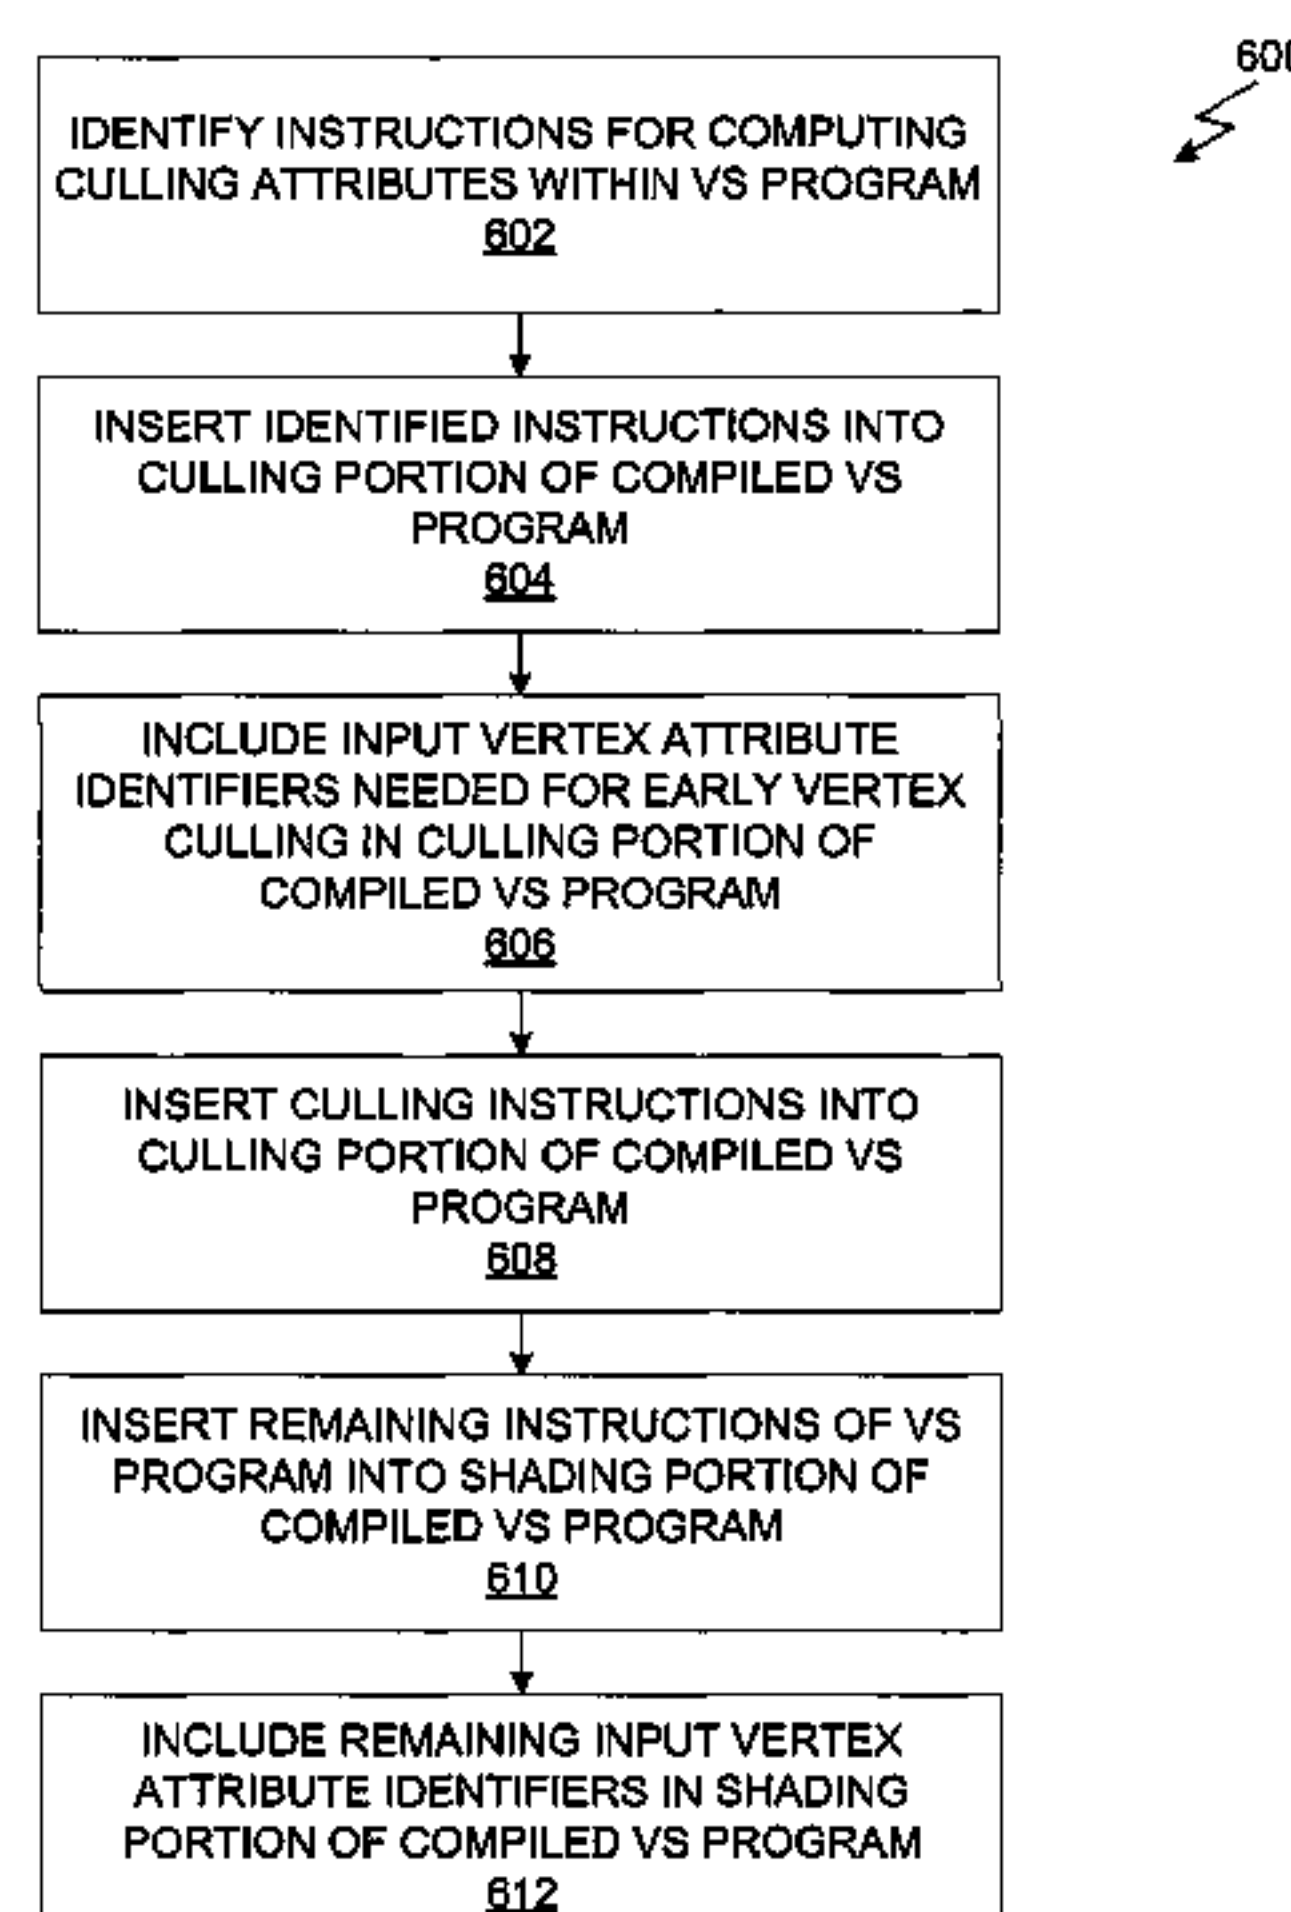 600
IDENTIFY INSTRUCTIONS FOR COMPUTING
CULLING ATTRIBUTES WITHIN VS PROGRAM
602
INSERT IDENTIFIED INSTRUCTIONS INTO
CULLING PORTION OF COMPILED VS
PROGRAM
604
INCLUDE INPUT VERTEX ATTRIBUTE
IDENTIFIERS NEEDED FOR EARLY VERTEX
CULLING IN CULLING PORTION OF
COMPILED VS PROGRAM
606
INSERT CULLING INSTRUCTIONS INTO
CULLING PORTION OF COMPILED VS
PROGRAM
608
INSERT REMAINING INSTRUCTIONS OF VS
PROGRAM INTO SHADING PORTION OF
COMPILED VS PROGRAM
610
INCLUDE REMAINING INPUT VERTEX
ATTRIBUTE IDENTIFIERS IN SHADING
PORTION OF COMPILED VS PROGRAM
612